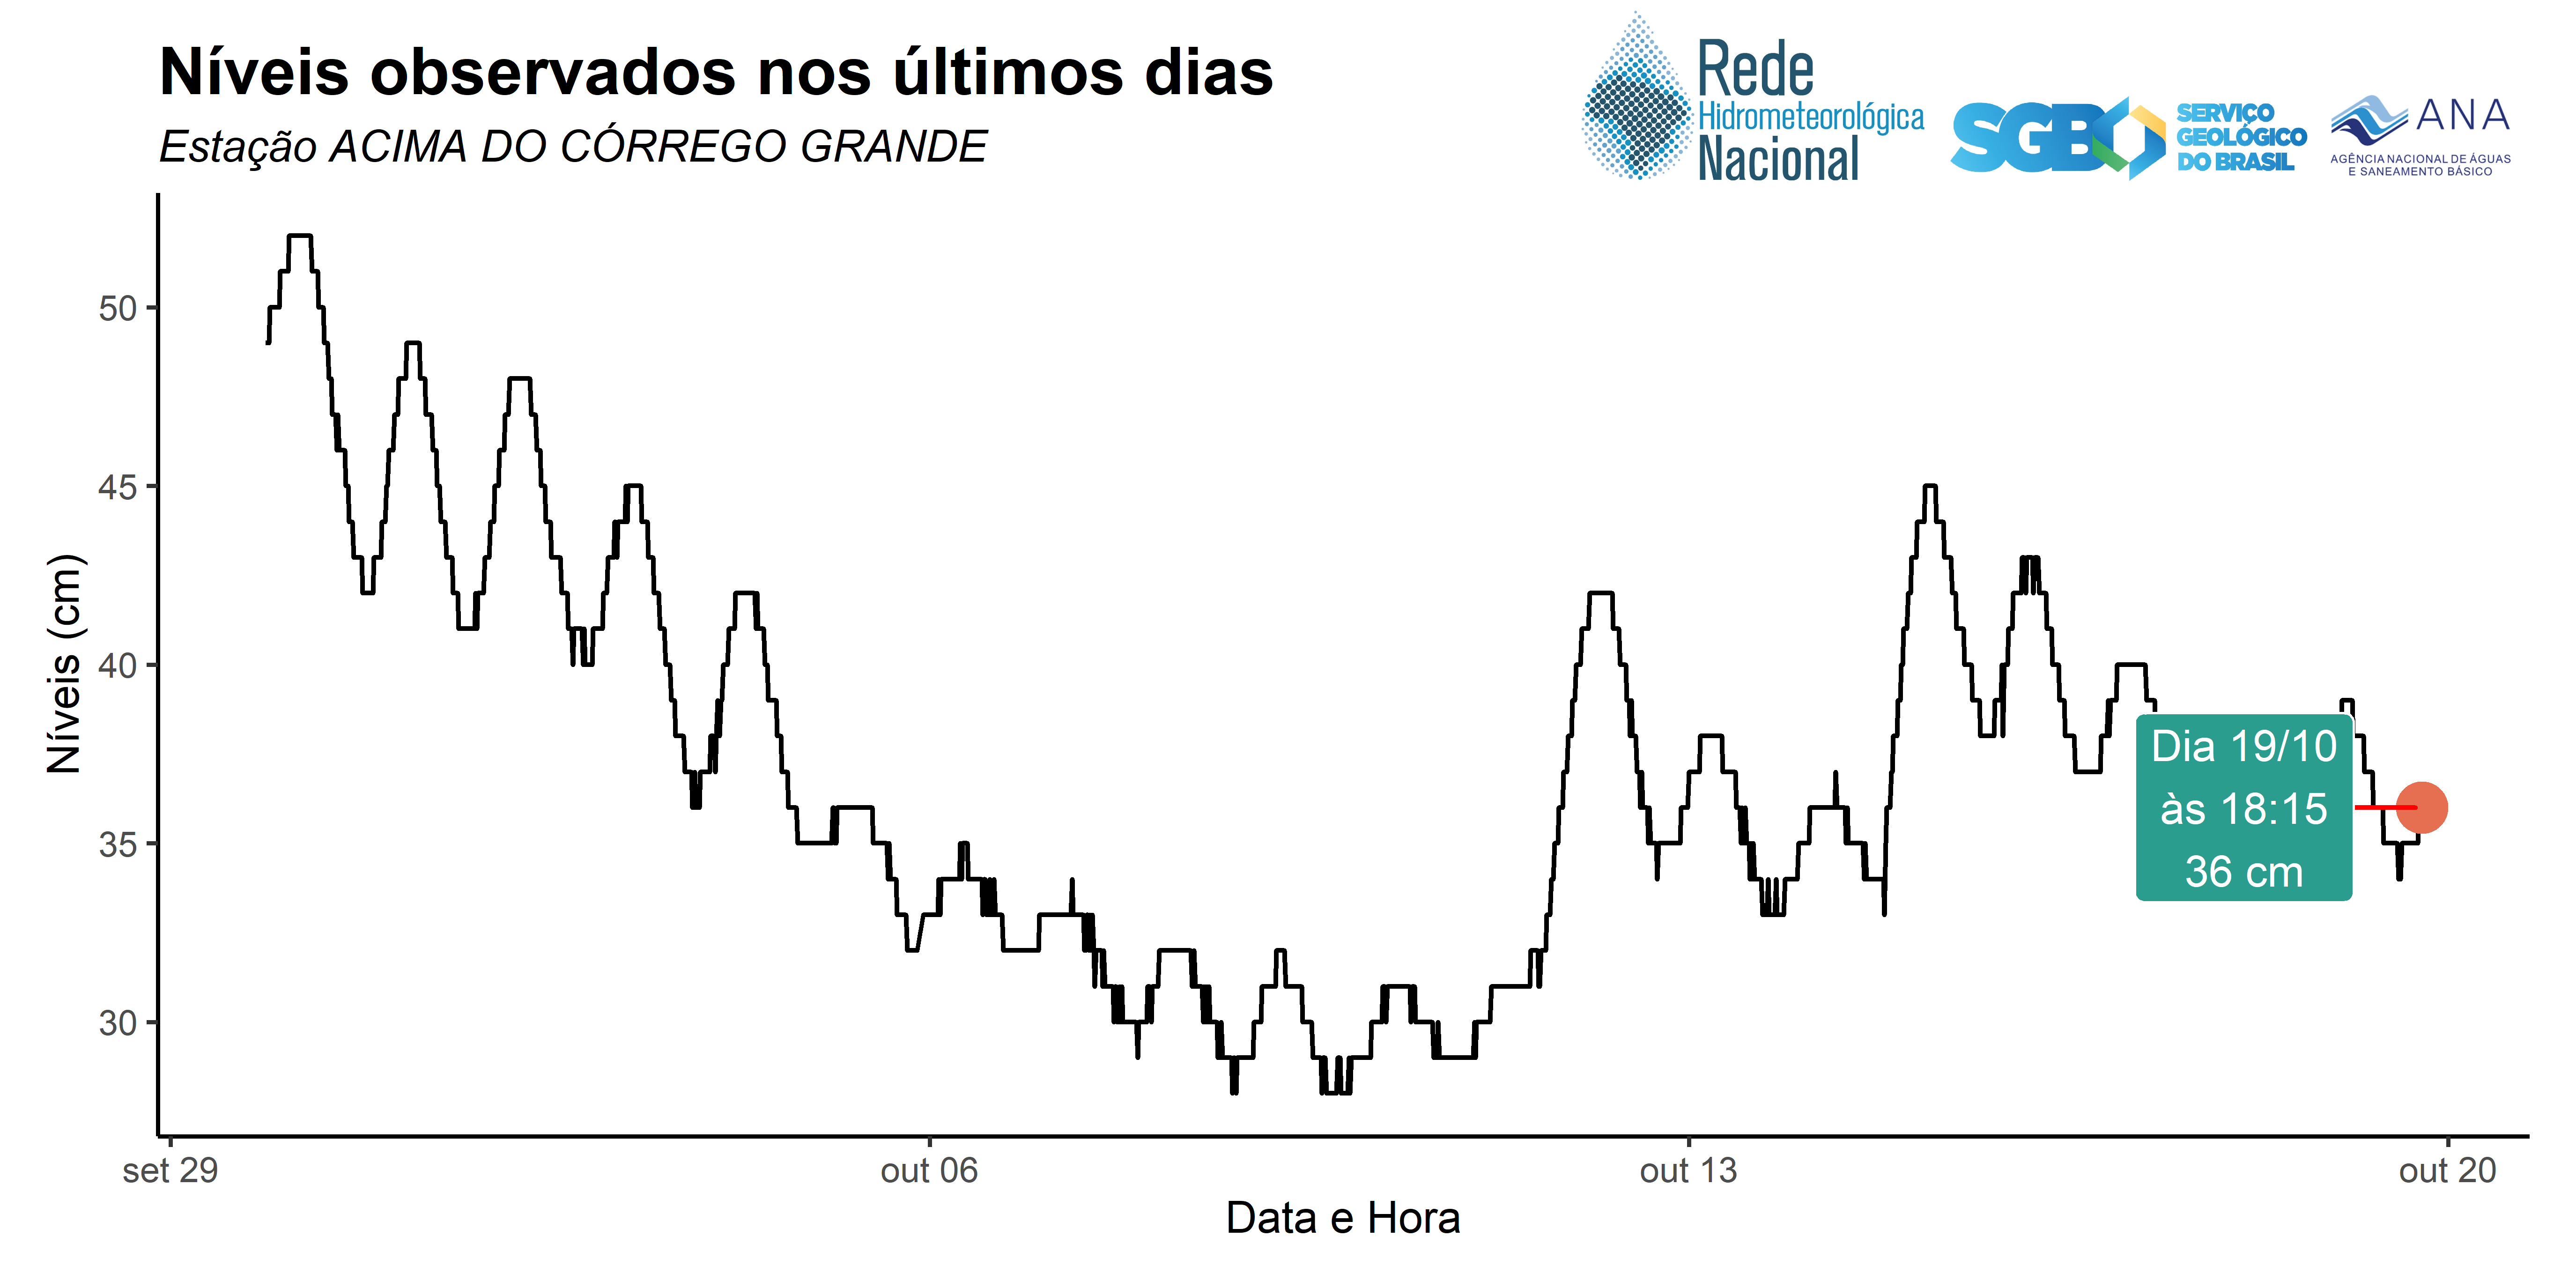 Níveis observados nos últimos dias
Estação ACIMA DO CÓRREGO GRANDE
Rede
Hidrometeorológica
Nacional
SGB
SERVIÇO
GEOLÓGICO
DO BRASIL
ANA
AGÊNCIA NACIONAL DE ÁGUAS
E SANEAMENTO BÁSICO
Níveis (cm)
50
45
40
35
30
Dia 19/10
às 18:15
36 cm
set 29
out 06
out 13
out 20
Data e Hora